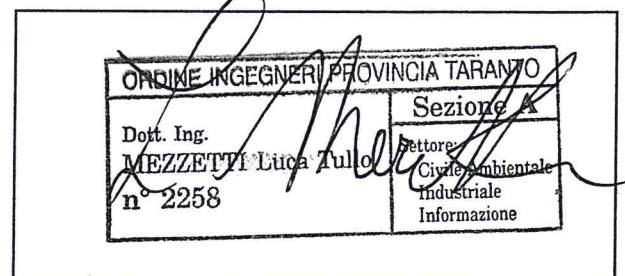 ORDINE INGEGNERI PROVINCIA TARANTO
Dott. Ing.
MEZZETTI Luca Tullo
n° 2258
Sezione A
Settore:
Civile Ambientale
Industriale
Informazione